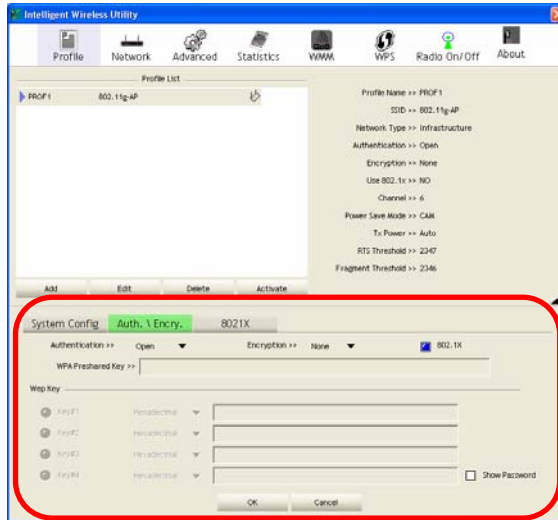 Intelligent Wireless Utility
Profile Network Advanced Statistics WMM WPS Radio On/Off About
Profile List
PROF1 802.11g-AP
Profile Name >> PROF1
SSID >> 802.11g-AP
Network Type >> Infrastructure
Authentication >> Open
Encryption >> None
Use 802.1x >> NO
Channel >> 6
Power Save Mode >> CAM
Tx Power >> Auto
RTS Threshold >> 2347
Fragment Threshold >> 2346
Add Edit Delete Activate
System Config Auth. \ Encry. 8021X
Authentication >> Open Encryption >> None 802.1X
WPA Preshared Key >>
Wep Key
Key#1 Hexadecimal
Key#2 Hexadecimal
Key#3 Hexadecimal
Key#4 Hexadecimal Show Password
OK Cancel